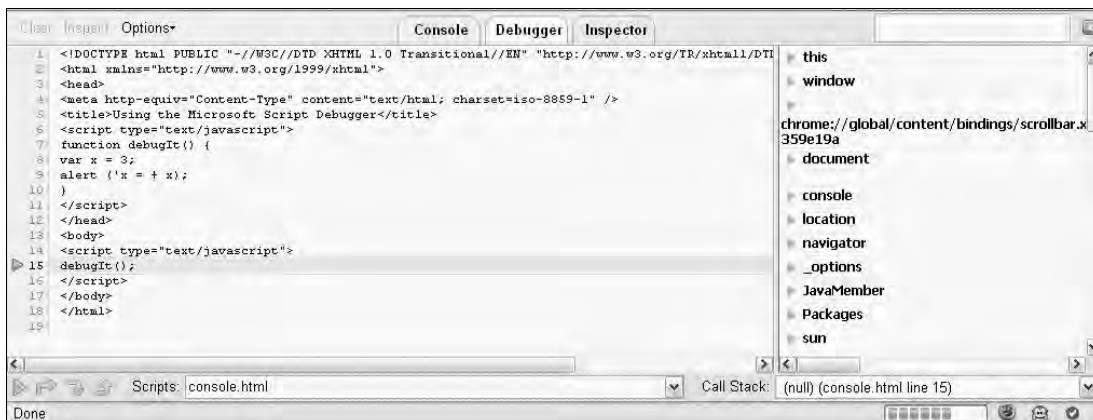 Clear Inspect Options
Console Debugger Inspector
1 <!DOCTYPE html PUBLIC "-//W3C//DTD XHTML 1.0 Transitional//EN" "http://www.w3.org/TR/xhtml1/DTI
2 <html xmlns="http://www.w3.org/1999/xhtml">
3 <head>
4 <meta http-equiv="Content-Type" content="text/html; charset=iso-8859-1" />
5 <title>Using the Microsoft Script Debugger</title>
6 <script type="text/javascript">
7 function debugIt() {
8 var x = 3;
9 alert ('x = + x);
10 }
11 </script>
12 </head>
13 <body>
14 <script type="text/javascript">
15 debugIt();
16 </script>
17 </body>
18 </html>
19
this
window
chrome://global/content/bindings/scrollbar.x
359e19a
document
console
location
navigator
_options
JavaMember
Packages
sun
Scripts: console.html
Call Stack: (null) (console.html line 15)
Done